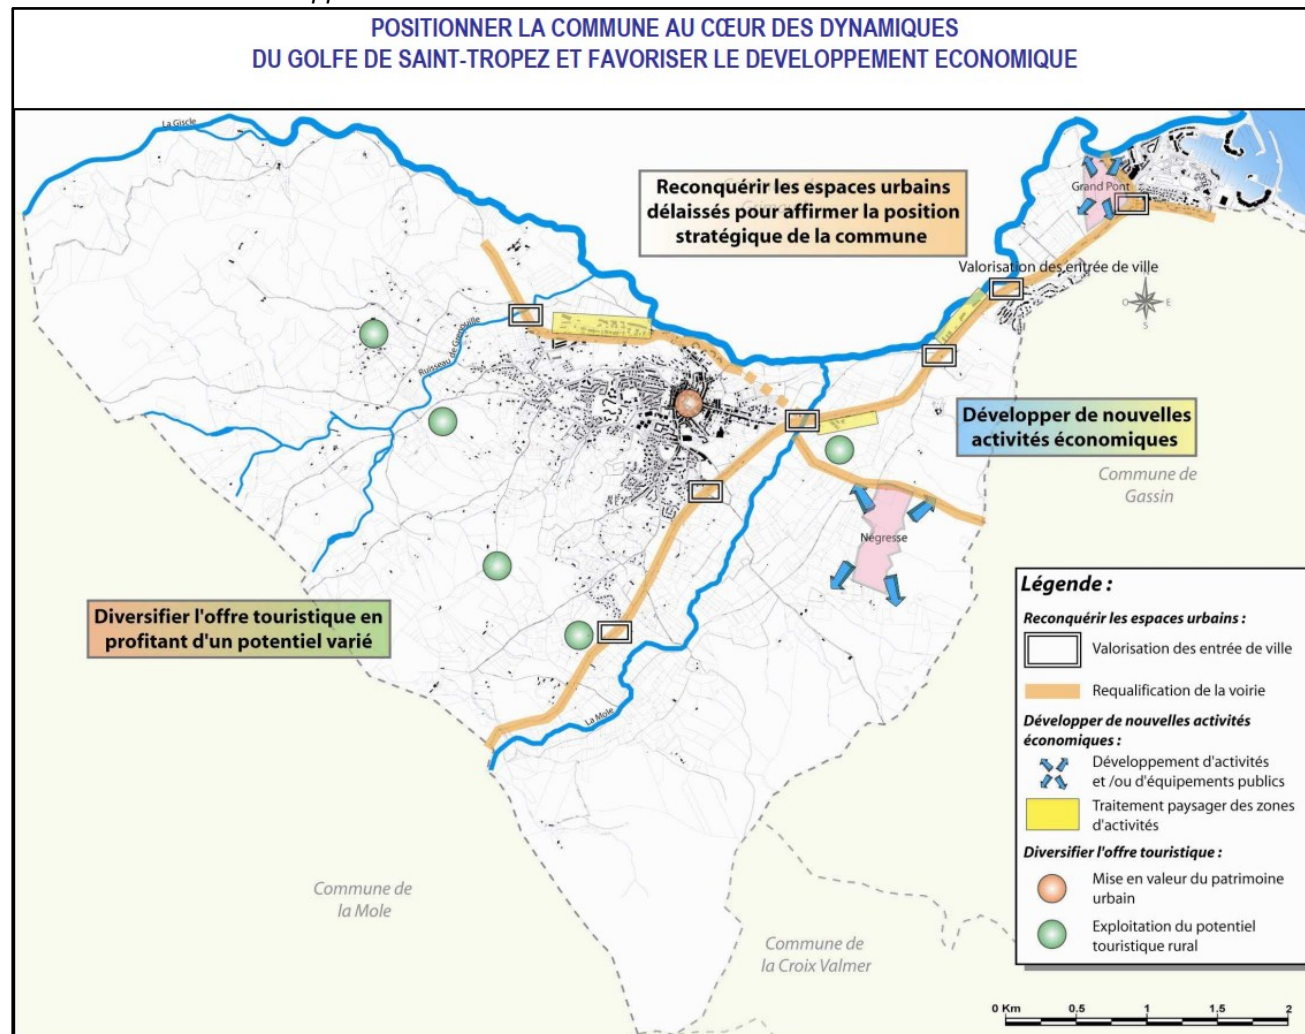 POSITIONNER LA COMMUNE AU CŒUR DES DYNAMIQUES
DU GOLFE DE SAINT-TROPEZ ET FAVORISER LE DEVELOPPEMENT ECONOMIQUE
La Giscle
Reconquérir les espaces urbains
délaissés pour affirmer la position
stratégique de la commune
Grand Pont
Valorisation des entrée de ville
O
E
S
Ruisseau de
Développer de nouvelles
activités économiques
Commune de
Gassin
Négresse
Diversifier l'offre touristique en
profitant d'un potentiel varié
La Mole
Commune de
la Mole
Commune de
la Croix Valmer
Légende :
Reconquérir les espaces urbains :
Valorisation des entrée de ville
Requalification de la voirie
Développer de nouvelles activités
économiques :
Développement d'activités
et /ou d'équipements publics
Traitement paysager des zones
d'activités
Diversifier l'offre touristique :
Mise en valeur du patrimoine
urbain
Exploitation du potentiel
touristique rural
0 Km 0.5 1 1.5 2